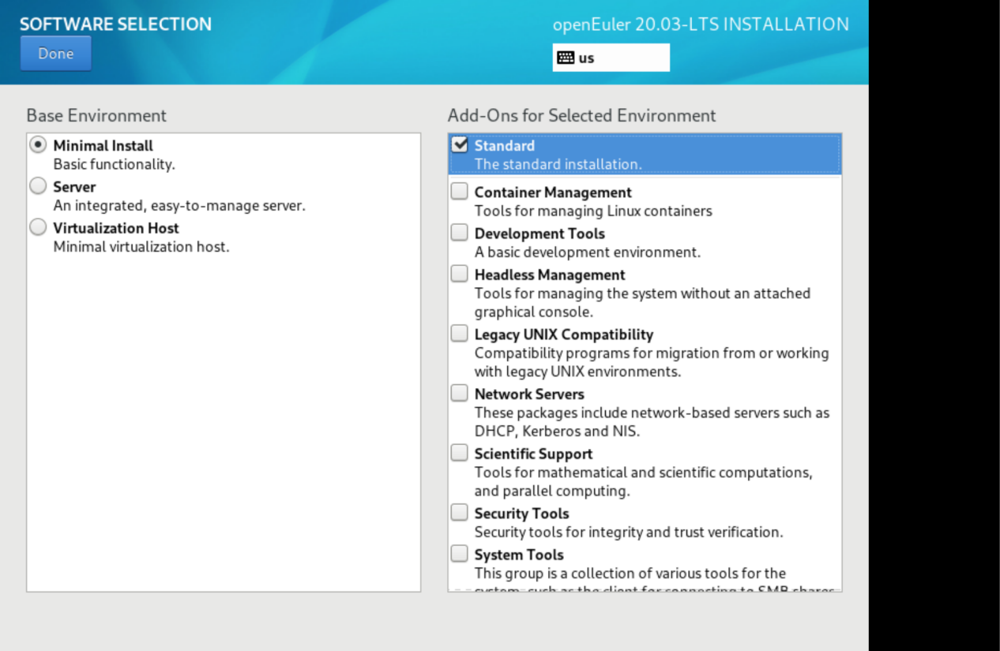 SOFTWARE SELECTION
Done
openEuler 20.03-LTS INSTALLATION
us
Base Environment
Minimal Install
Basic functionality.
Server
An integrated, easy-to-manage server.
Virtualization Host
Minimal virtualization host.
Add-Ons for Selected Environment
Standard
The standard installation.
Container Management
Tools for managing Linux containers
Development Tools
A basic development environment.
Headless Management
Tools for managing the system without an attached
graphical console.
Legacy UNIX Compatibility
Compatibility programs for migration from or working
with legacy UNIX environments.
Network Servers
These packages include network-based servers such as
DHCP, Kerberos and NIS.
Scientific Support
Tools for mathematical and scientific computations,
and parallel computing.
Security Tools
Security tools for integrity and trust verification.
System Tools
This group is a collection of various tools for the
system, such as the client for connecting to SMB shares